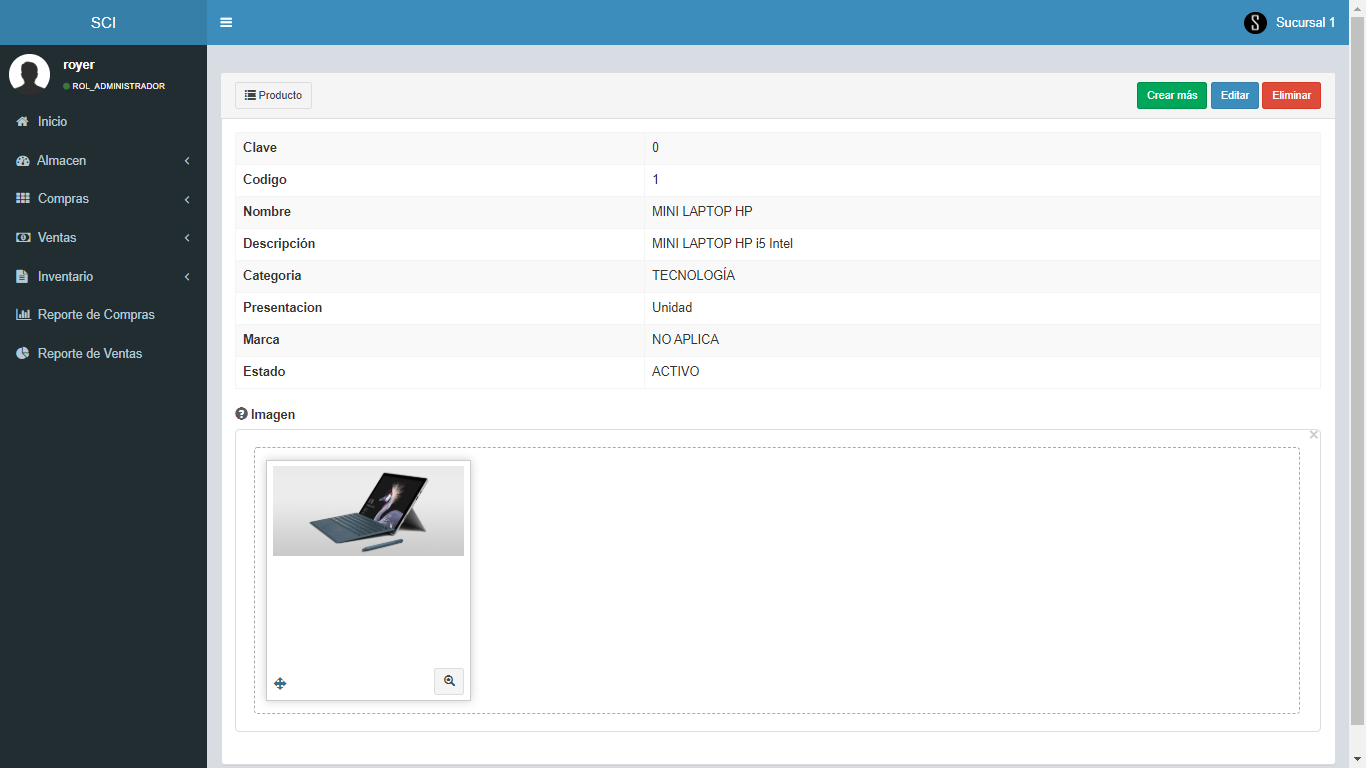 SCI
Sucursal 1
royer
ROL_ADMINISTRADOR
Inicio
Almacen
Compras
Ventas
Inventario
Reporte de Compras
Reporte de Ventas
Producto
Crear más Editar Eliminar
Clave 0
Codigo 1
Nombre MINI LAPTOP HP
Descripción MINI LAPTOP HP i5 Intel
Categoria TECNOLOGÍA
Presentacion Unidad
Marca NO APLICA
Estado ACTIVO
Imagen